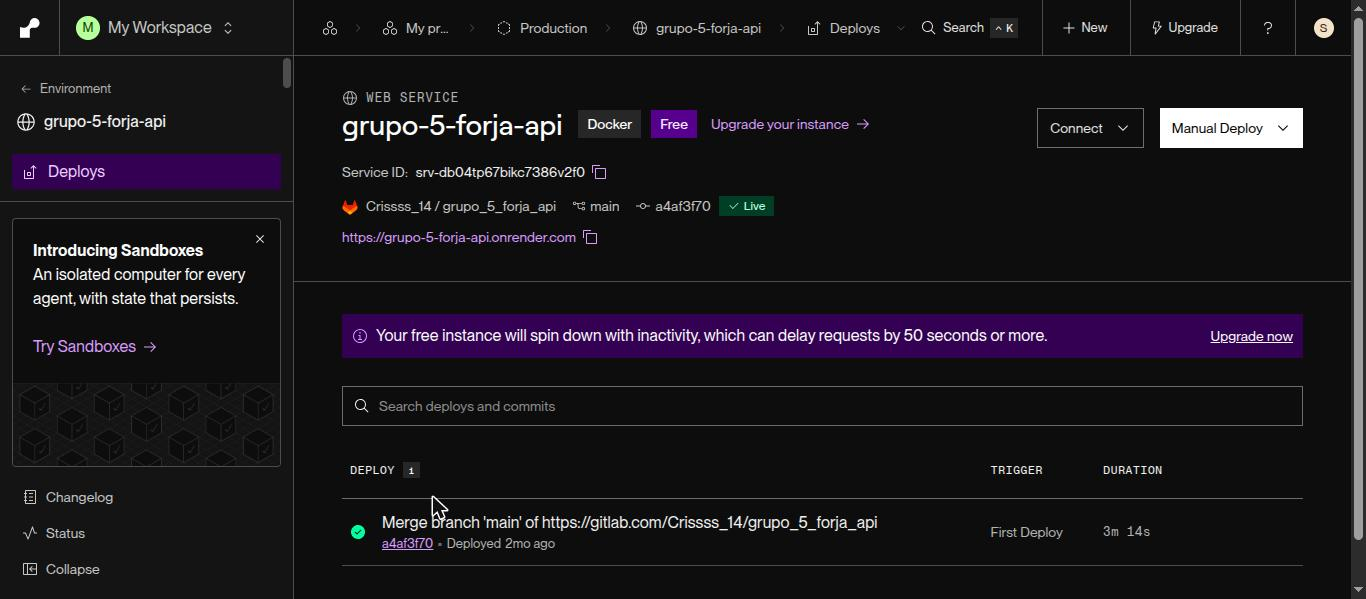 M My Workspace
My pr...
Production
grupo-5-forja-api
Deploys
Search ^ K
+ New
Upgrade
?
S
← Environment
grupo-5-forja-api
Deploys
Introducing Sandboxes
An isolated computer for every
agent, with state that persists.
Try Sandboxes →
Changelog
Status
Collapse
WEB SERVICE
grupo-5-forja-api Docker Free Upgrade your instance →
Connect
Manual Deploy
Service ID: srv-db04tp67bikc7386v2f0
Crissss_14 / grupo_5_forja_api main a4af3f70 ✓ Live
https://grupo-5-forja-api.onrender.com
Your free instance will spin down with inactivity, which can delay requests by 50 seconds or more. Upgrade now
Search deploys and commits
DEPLOY 1 TRIGGER DURATION
Merge branch 'main' of https://gitlab.com/Crissss_14/grupo_5_forja_api
a4af3f70 • Deployed 2mo ago
First Deploy
3m 14s